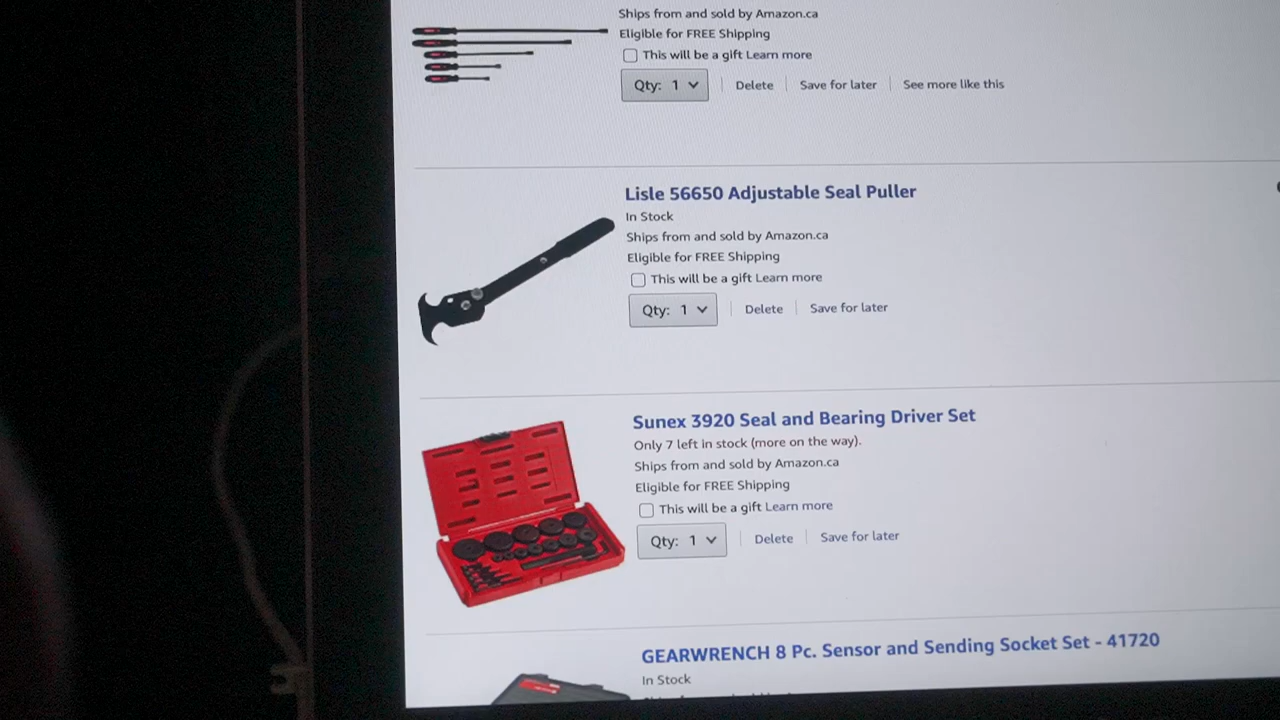 Ships from and sold by Amazon.ca
Eligible for FREE Shipping
This will be a gift Learn more
Qty: 1 Delete Save for later See more like this
Lisle 56650 Adjustable Seal Puller
In Stock
Ships from and sold by Amazon.ca
Eligible for FREE Shipping
This will be a gift Learn more
Qty: 1 Delete Save for later
Sunex 3920 Seal and Bearing Driver Set
Only 7 left in stock (more on the way).
Ships from and sold by Amazon.ca
Eligible for FREE Shipping
This will be a gift Learn more
Qty: 1 Delete Save for later
GEARWRENCH 8 Pc. Sensor and Sending Socket Set - 41720
In Stock